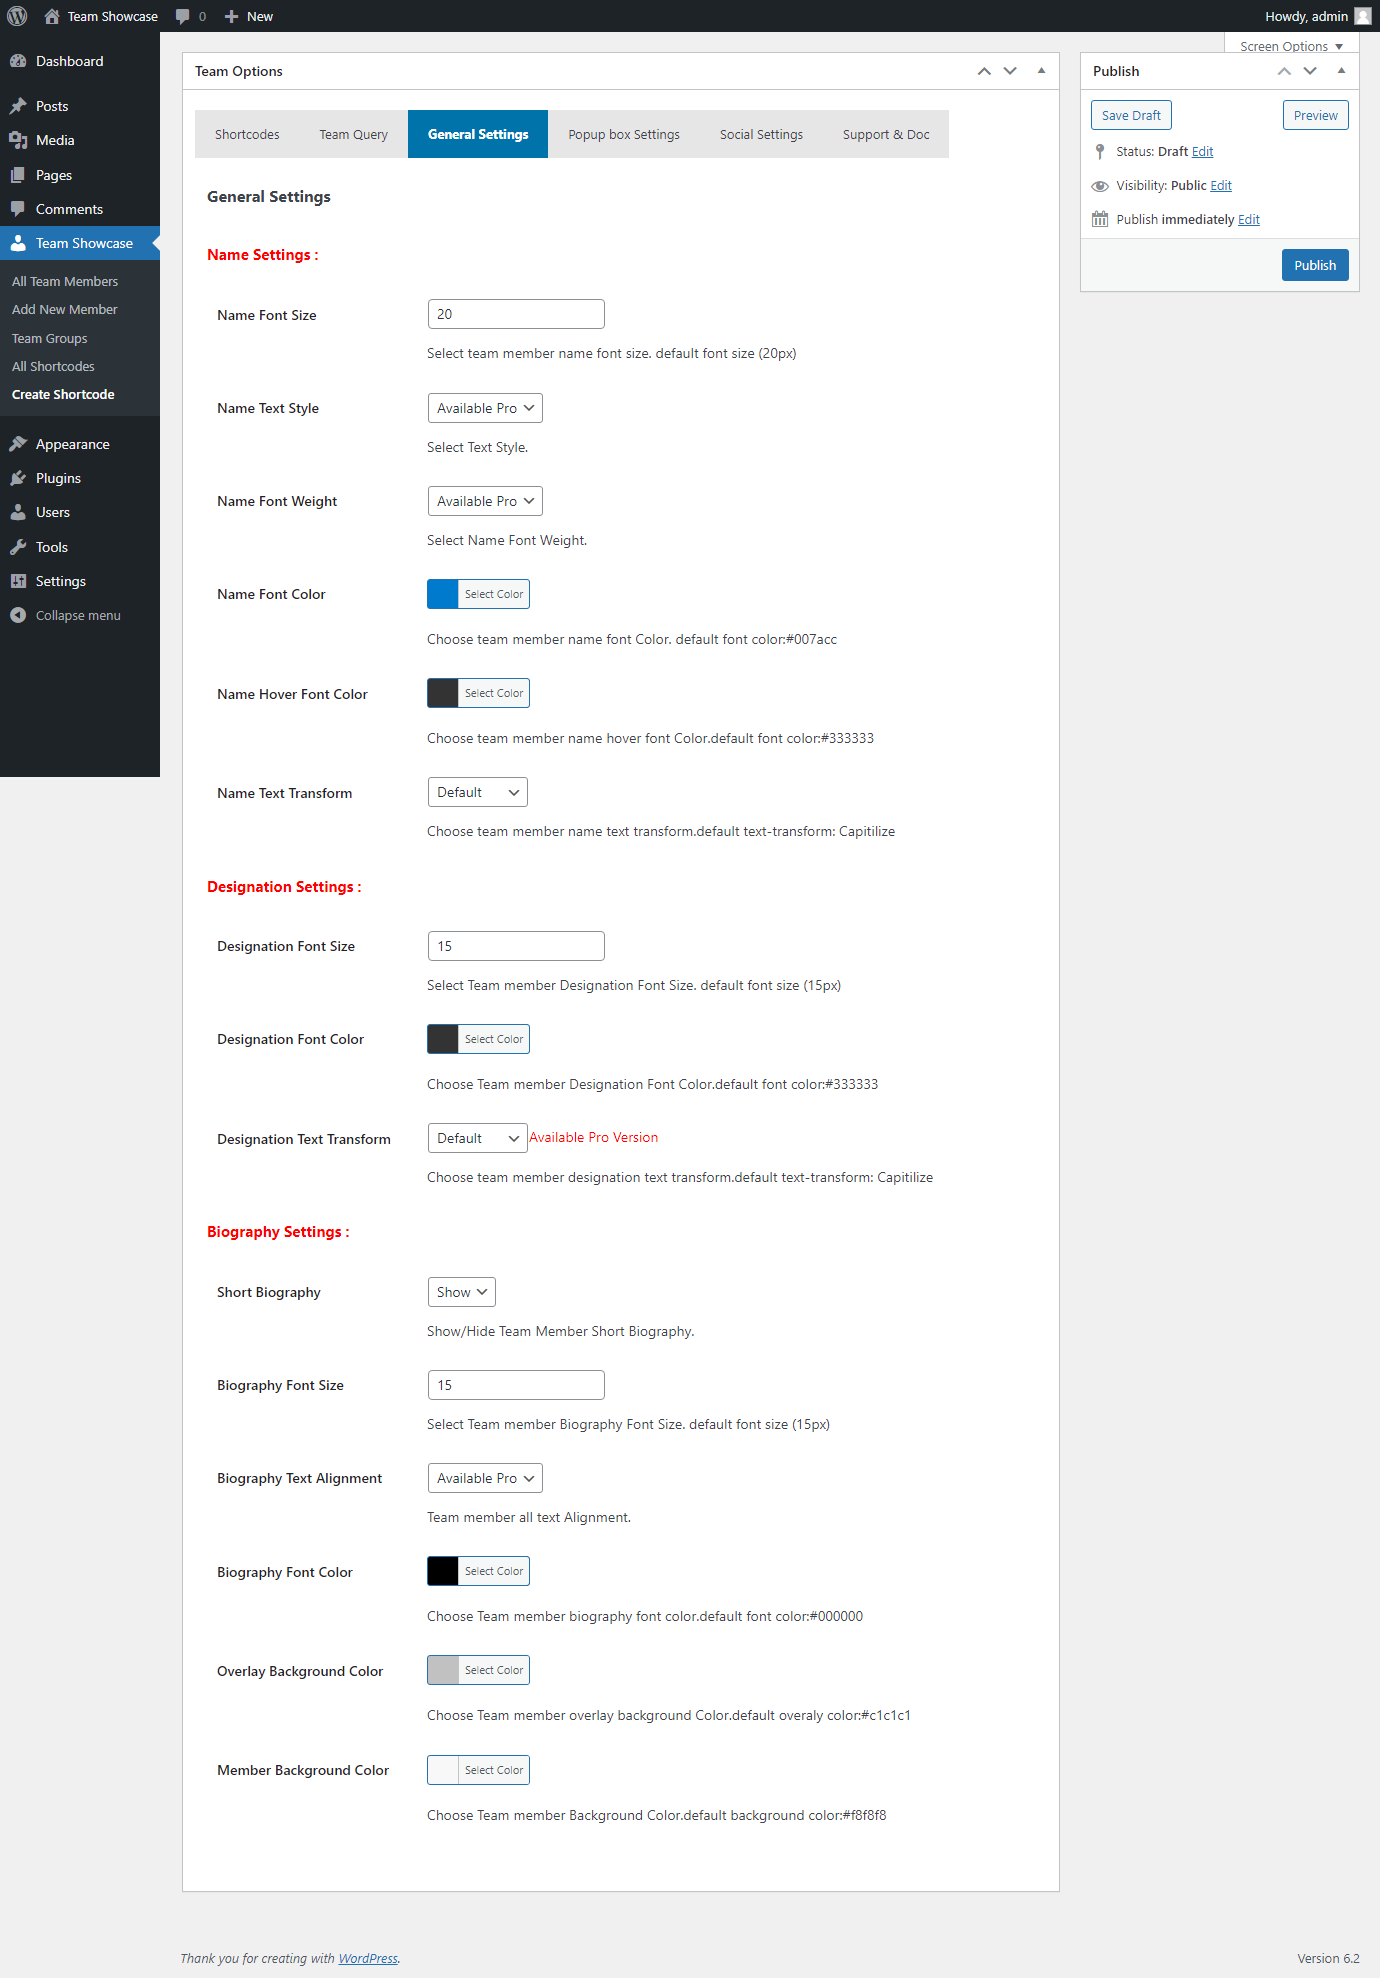 Team Showcase 0 New Howdy, admin
Screen Options
Dashboard
Posts
Media
Pages
Comments
Team Showcase
All Team Members
Add New Member
Team Groups
All Shortcodes
Create Shortcode
Appearance
Plugins
Users
Tools
Settings
Collapse menu
Team Options
Shortcodes Team Query General Settings Popup box Settings Social Settings Support & Doc
General Settings
Name Settings :
Name Font Size 20
Select team member name font size. default font size (20px)
Name Text Style Available Pro
Select Text Style.
Name Font Weight Available Pro
Select Name Font Weight.
Name Font Color Select Color
Choose team member name font Color. default font color:#007acc
Name Hover Font Color Select Color
Choose team member name hover font Color.default font color:#333333
Name Text Transform Default
Choose team member name text transform.default text-transform: Capitilize
Designation Settings :
Designation Font Size 15
Select Team member Designation Font Size. default font size (15px)
Designation Font Color Select Color
Choose Team member Designation Font Color.default font color:#333333
Designation Text Transform Default Available Pro Version
Choose team member designation text transform.default text-transform: Capitilize
Biography Settings :
Short Biography Show
Show/Hide Team Member Short Biography.
Biography Font Size 15
Select Team member Biography Font Size. default font size (15px)
Biography Text Alignment Available Pro
Team member all text Alignment.
Biography Font Color Select Color
Choose Team member biography font color.default font color:#000000
Overlay Background Color Select Color
Choose Team member overlay background Color.default overaly color:#c1c1c1
Member Background Color Select Color
Choose Team member Background Color.default background color:#f8f8f8
Publish
Save Draft Preview
Status: Draft Edit
Visibility: Public Edit
Publish immediately Edit
Publish
Thank you for creating with WordPress. Version 6.2